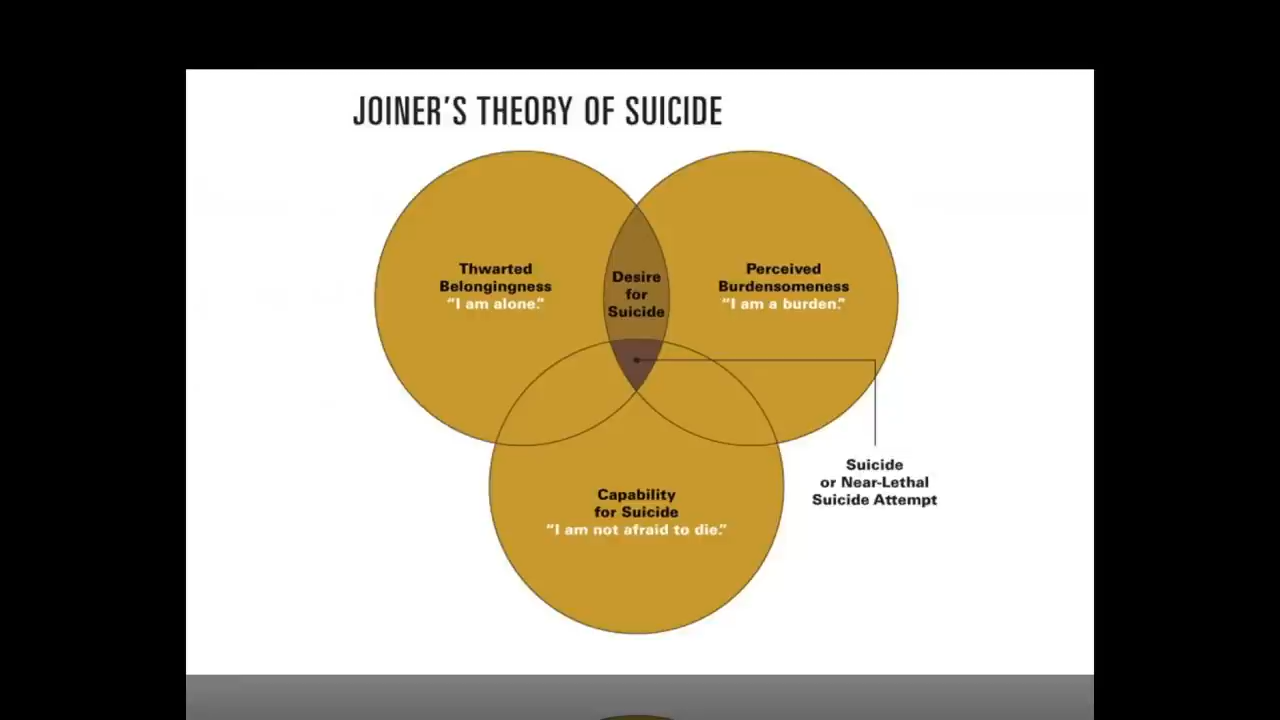 JOINER'S THEORY OF SUICIDE
Thwarted
Belongingness
“I am alone.”
Desire
for
Suicide
Perceived
Burdensomeness
“I am a burden.”
Suicide
or Near-Lethal
Suicide Attempt
Capability
for Suicide
“I am not afraid to die.”